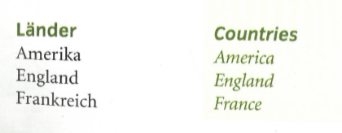 Länder
Amerika
England
Frankreich
Countries
America
England
France